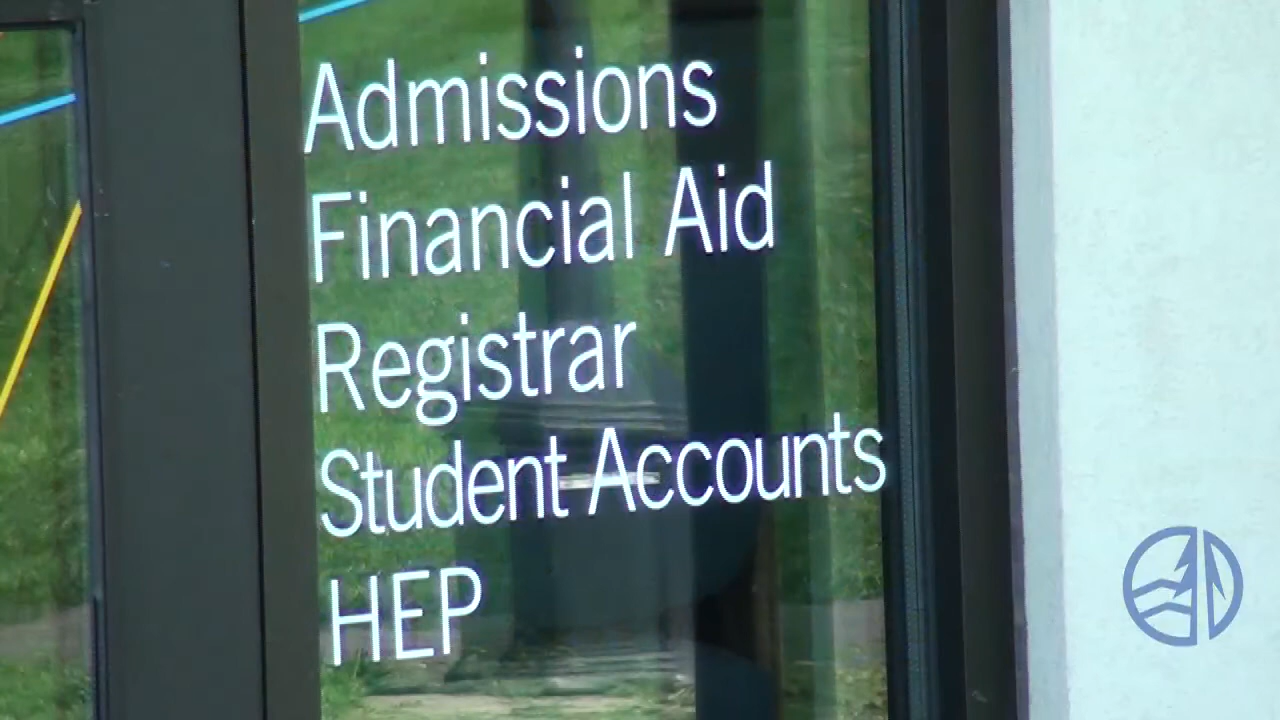 Admissions
Financial Aid
Registrar
Student Accounts
HEP